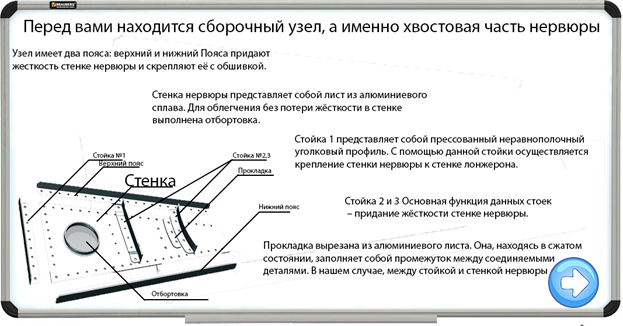 BRAUBERG
Перед вами находится сборочный узел, а именно хвостовая часть нервюры
Узел имеет два пояса: верхний и нижний Пояса придают
жесткость стенке нервюры и скрепляют её с обшивкой.
Стенка нервюры представляет собой лист из алюминиевого
сплава. Для облегчения без потери жёсткости в стенке
выполнена отбортовка.
Стойка 1 представляет собой прессованный неравнополочный
уголковый профиль. С помощью данной стойки осуществляется
крепление стенки нервюры к стенке лонжерона.
Стойка №1
Верхний пояс
Стойка №2,3
Прокладка
Стенка
Стойка 2 и 3 Основная функция данных стоек
– придание жёсткости стенке нервюры.
Нижний пояс
Прокладка вырезана из алюминиевого листа. Она, находясь в сжатом
состоянии, заполняет собой промежуток между соединяемыми
деталями. В нашем случае, между стойкой и стенкой нервюры
Отбортовка